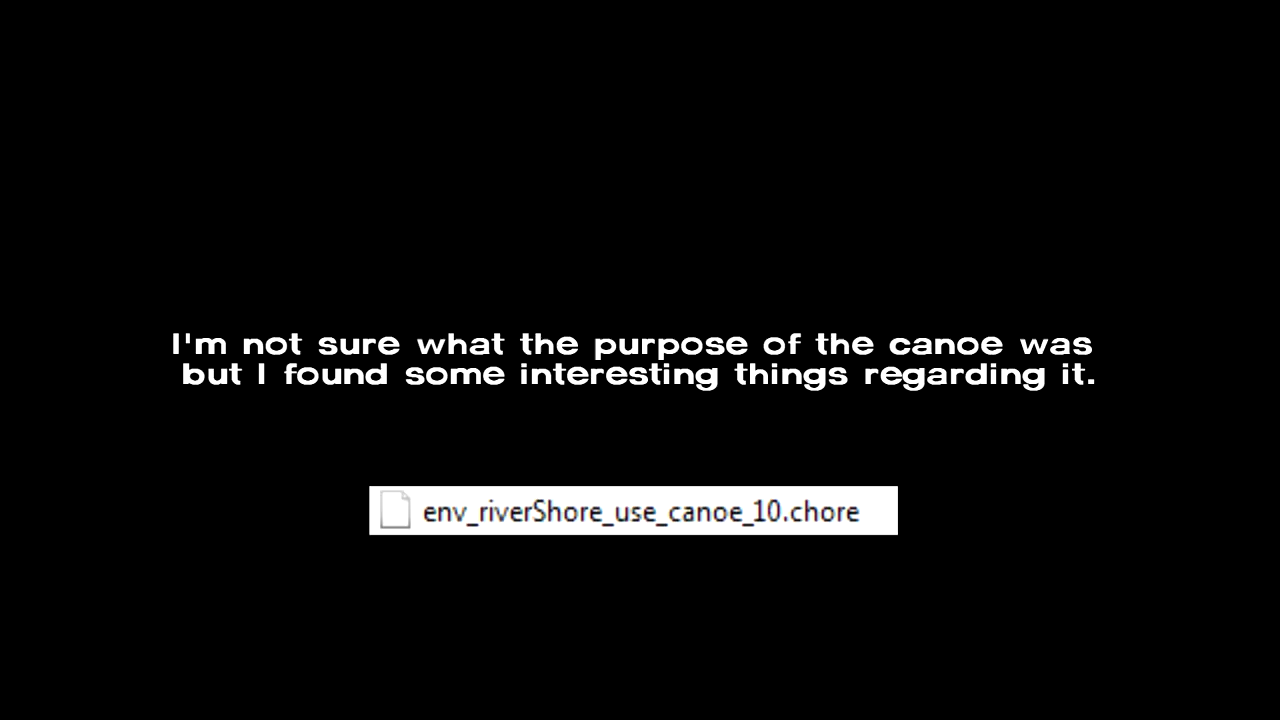 I'm not sure what the purpose of the canoe was
but I found some interesting things regarding it.
env_riverShore_use_canoe_10.chore